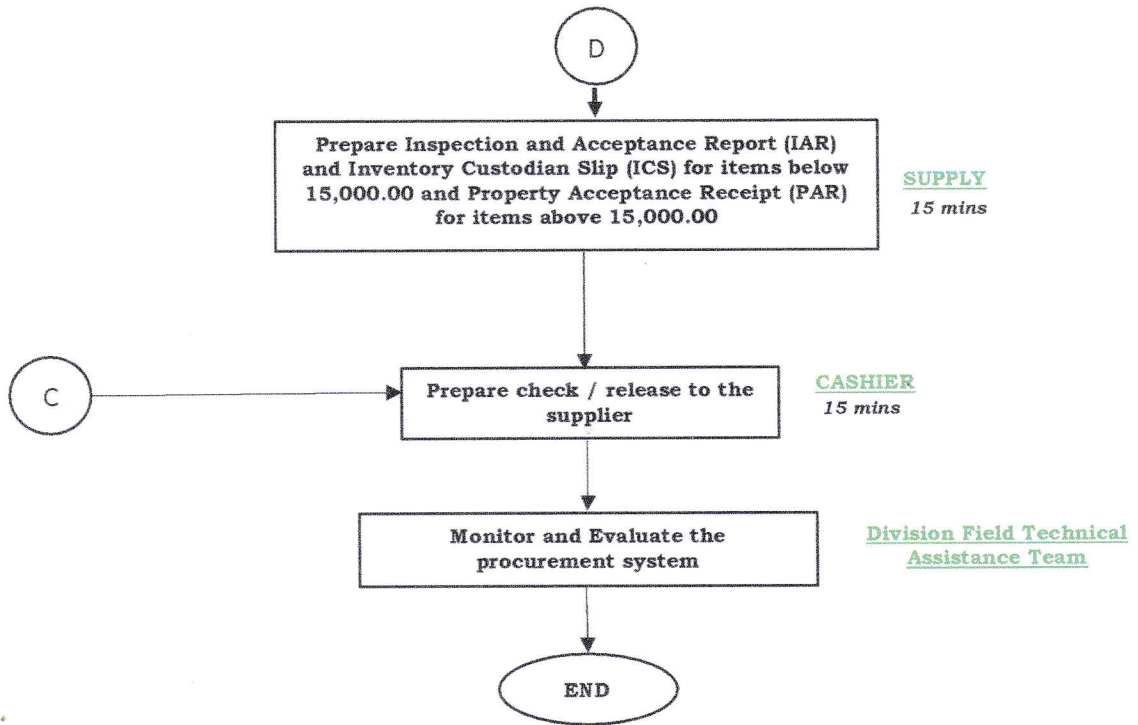 D
Prepare Inspection and Acceptance Report (IAR)
and Inventory Custodian Slip (ICS) for items below
15,000.00 and Property Acceptance Receipt (PAR)
for items above 15,000.00
SUPPLY
15 mins
C
Prepare check / release to the
supplier
CASHIER
15 mins
Monitor and Evaluate the
procurement system
Division Field Technical
Assistance Team
END